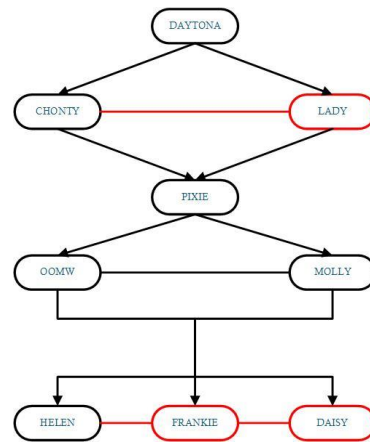 DAYTONA
CHONTY
LADY
PIXIE
OOMW
MOLLY
HELEN
FRANKIE
DAISY